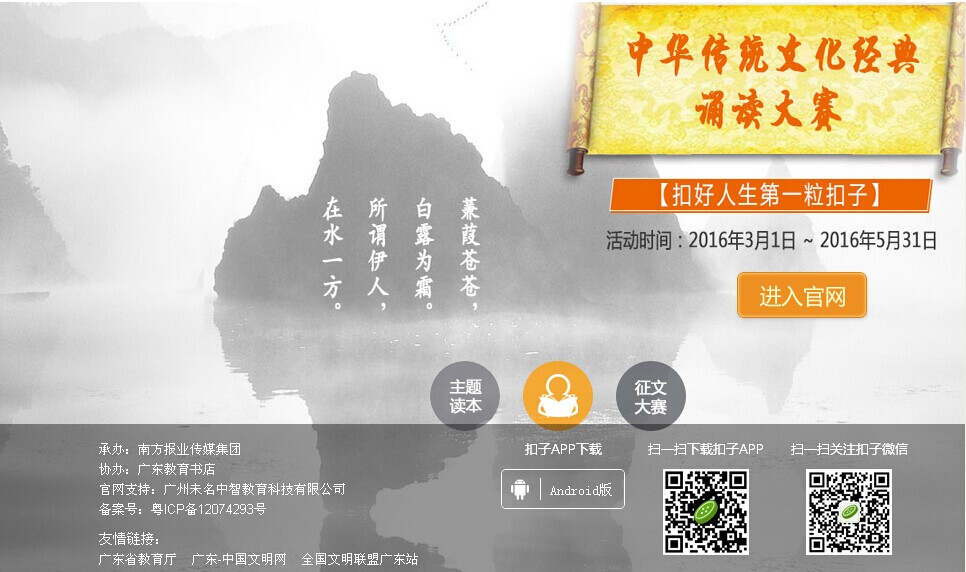 中华传统文化经典
诵读大赛
【扣好人生第一粒扣子】
活动时间：2016年3月1日 ~ 2016年5月31日
进入官网
蒹葭苍苍，
白露为霜。
所谓伊人，
在水一方。
主题
读本
征文
大赛
承办：南方报业传媒集团
协办：广东教育书店
官网支持：广州未名中智教育科技有限公司
备案号：粤ICP备12074293号
友情链接：
广东省教育厅 广东-中国文明网 全国文明联盟广东站
扣子APP下载
Android版
扫一扫下载扣子APP
扫一扫关注扣子微信